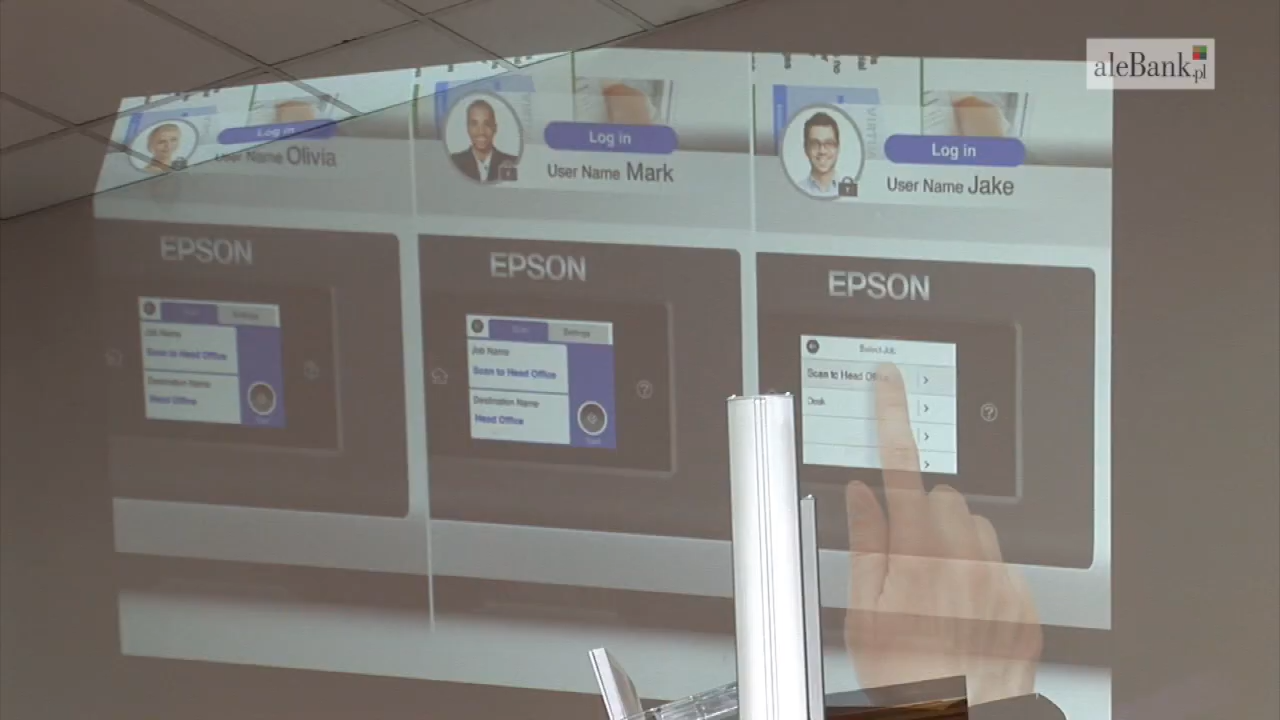 aleBank.pl
Log in
User Name Olivia
Log in
User Name Mark
Log in
User Name Jake
EPSON
EPSON
EPSON
Settings
Job Name
Scan to Head Office
Destination Name
Head Office
Scan
Settings
Job Name
Scan to Head Office
Destination Name
Head Office
Start
Select Job
Scan to Head
Desk